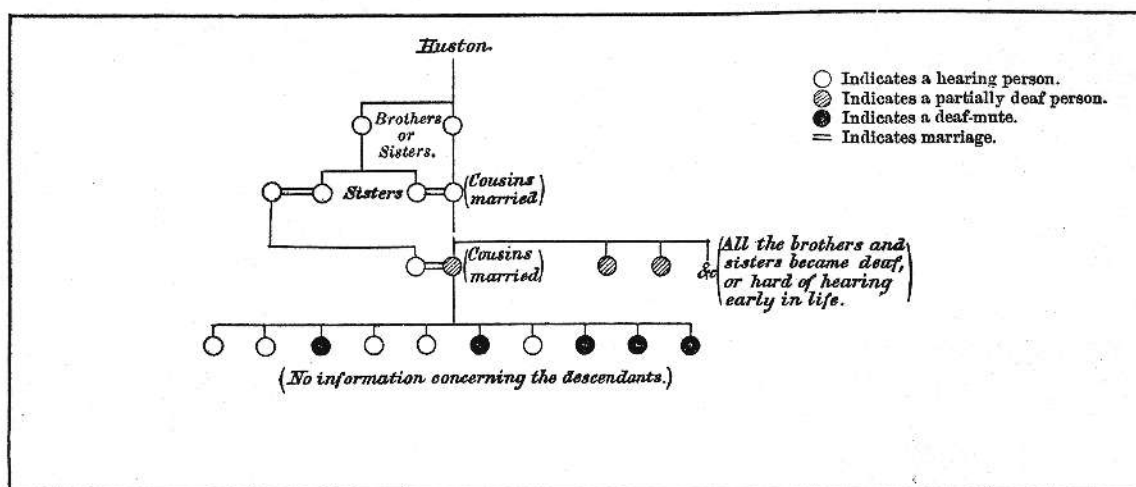 Huston.
Indicates a hearing person.
Indicates a partially deaf person.
Indicates a deaf-mute.
Indicates marriage.
Brothers
or
Sisters.
Sisters
(Cousins
married)
(Cousins
married)
&c
(All the brothers and
sisters became deaf,
or hard of hearing
early in life.)
(No information concerning the descendants.)